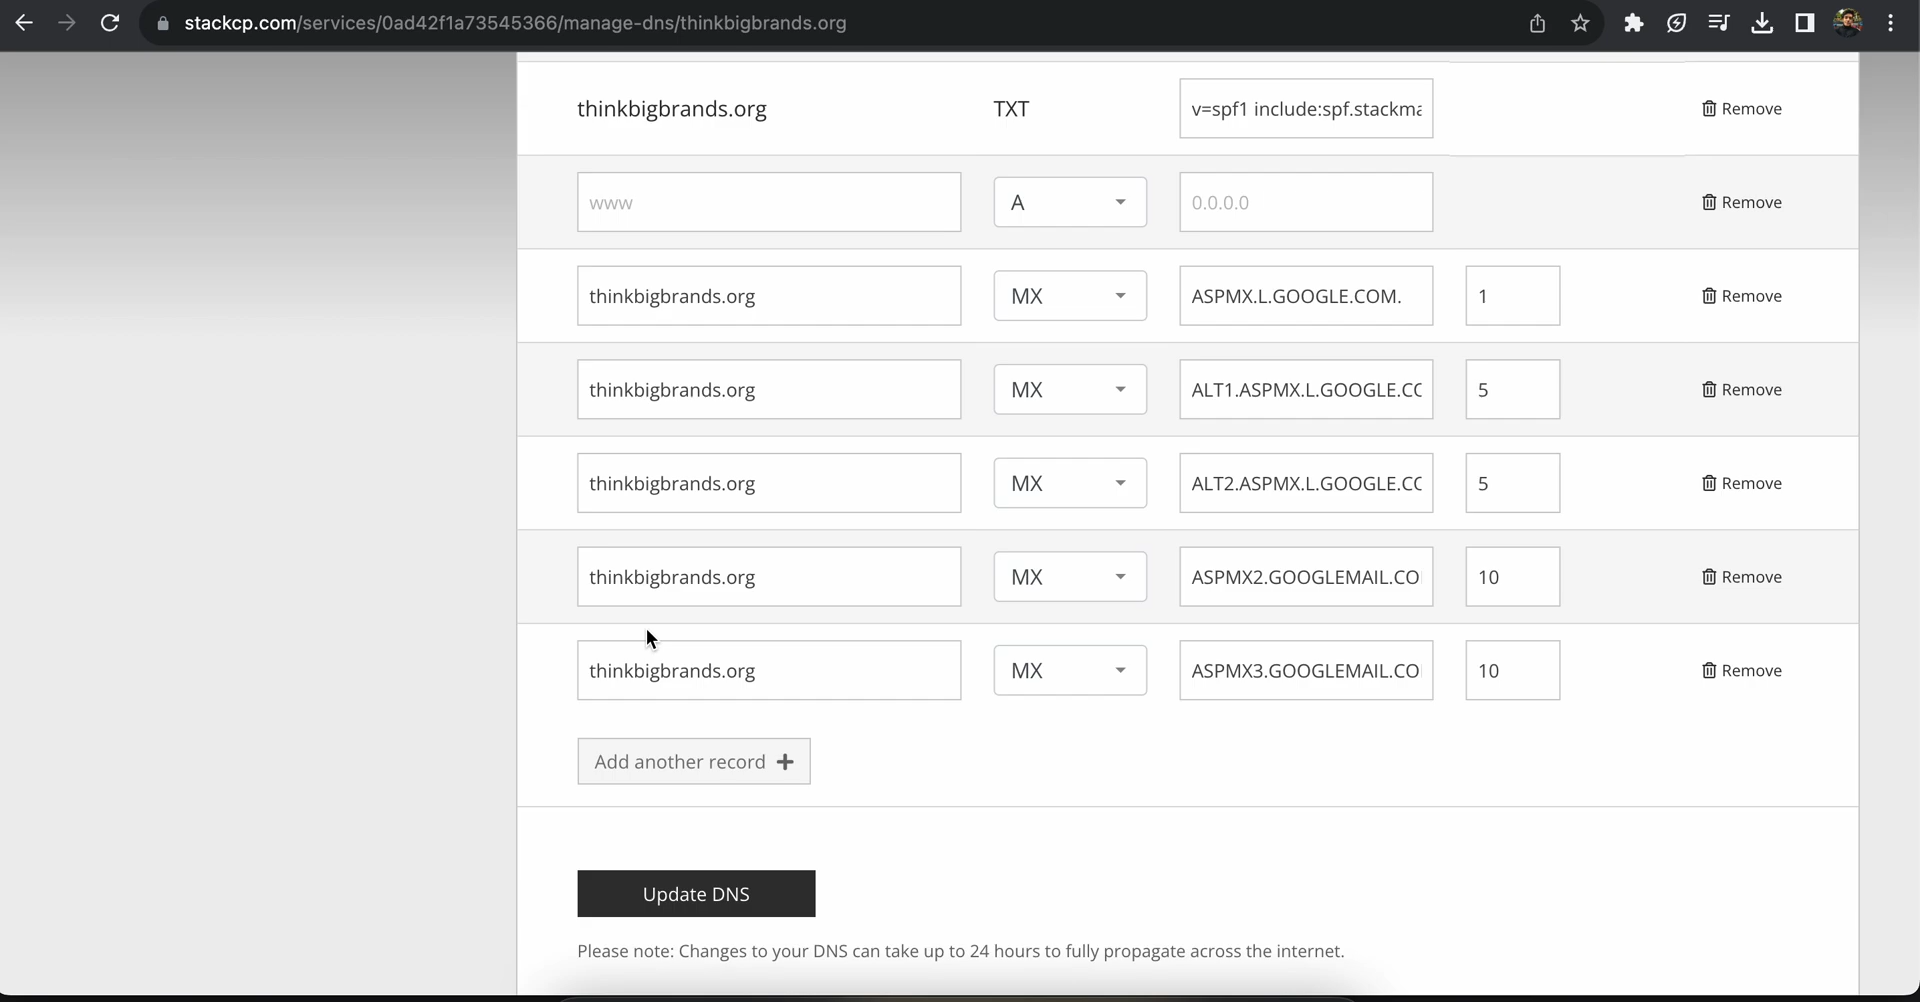 stackcp.com/services/0ad42f1a73545366/manage-dns/thinkbigbrands.org
thinkbigbrands.org TXT v=spf1 include:spf.stackma Remove
www A 0.0.0.0 Remove
thinkbigbrands.org MX ASPMX.L.GOOGLE.COM. 1 Remove
thinkbigbrands.org MX ALT1.ASPMX.L.GOOGLE.CO 5 Remove
thinkbigbrands.org MX ALT2.ASPMX.L.GOOGLE.CO 5 Remove
thinkbigbrands.org MX ASPMX2.GOOGLEMAIL.CO 10 Remove
thinkbigbrands.org MX ASPMX3.GOOGLEMAIL.CO 10 Remove
Add another record +
Update DNS
Please note: Changes to your DNS can take up to 24 hours to fully propagate across the internet.